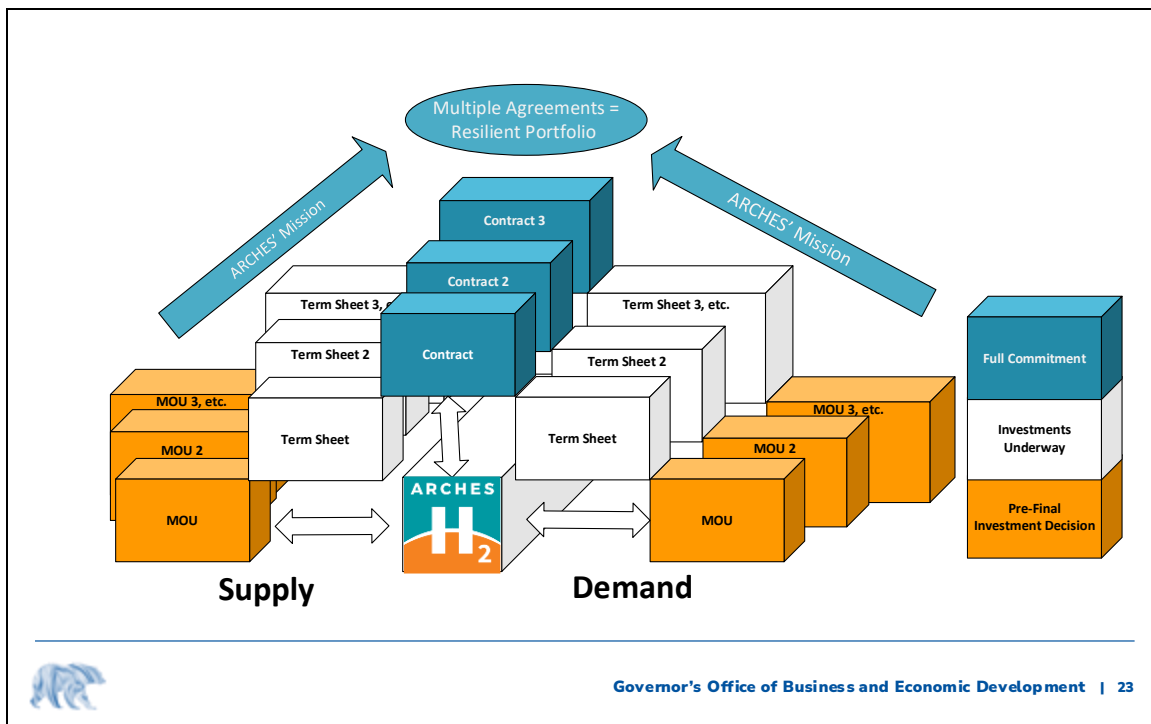 Multiple Agreements =
Resilient Portfolio
ARCHES' Mission
ARCHES' Mission
Contract 3
Contract 2
Contract
Term Sheet 3, e
Term Sheet 2
Term Sheet
Term Sheet 3, etc.
Term Sheet 2
Term Sheet
MOU 3, etc.
MOU 2
MOU
MOU 3, etc.
MOU 2
MOU
ARCHES
H2
Supply
Demand
Full Commitment
Investments
Underway
Pre-Final
Investment Decision
Governor's Office of Business and Economic Development | 23